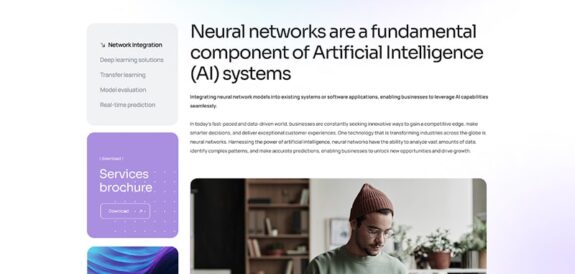 Network Integration
Deep learning solutions
Transfer learning
Model evaluation
Real-time prediction
( Download )
Services
brochure
Download
Neural networks are a fundamental
component of Artificial Intelligence
(AI) systems
Integrating neural network models into existing systems or software applications, enabling businesses to leverage AI capabilities
seamlessly.
In today's fast-paced and data-driven world, businesses are constantly seeking innovative ways to gain a competitive edge, make
smarter decisions, and deliver exceptional customer experiences. One technology that is transforming industries across the globe is
neural networks. Harnessing the power of artificial intelligence, neural networks have the ability to analyze vast amounts of data,
identify complex patterns, and make accurate predictions, enabling businesses to unlock new opportunities and drive growth.